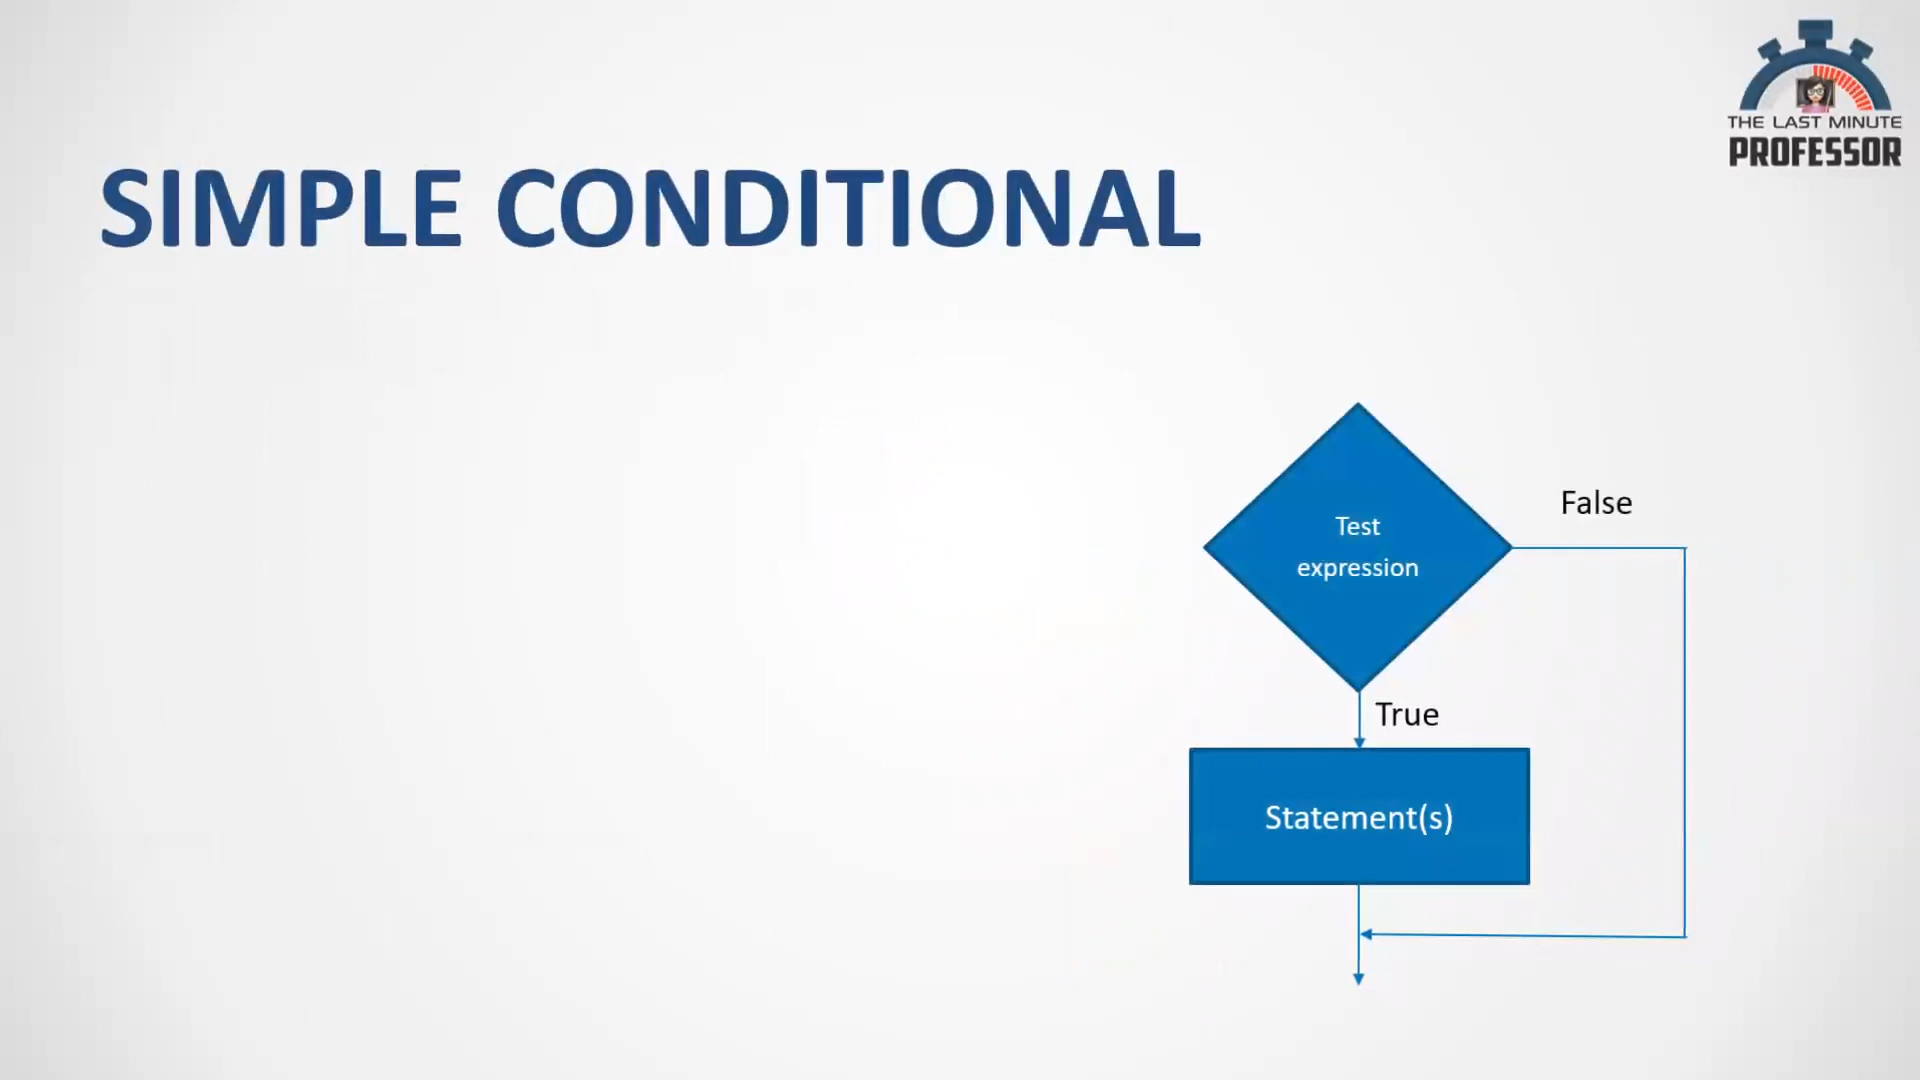 THE LAST MINUTE
PROFESSOR
SIMPLE CONDITIONAL
False
Test
expression
True
Statement(s)